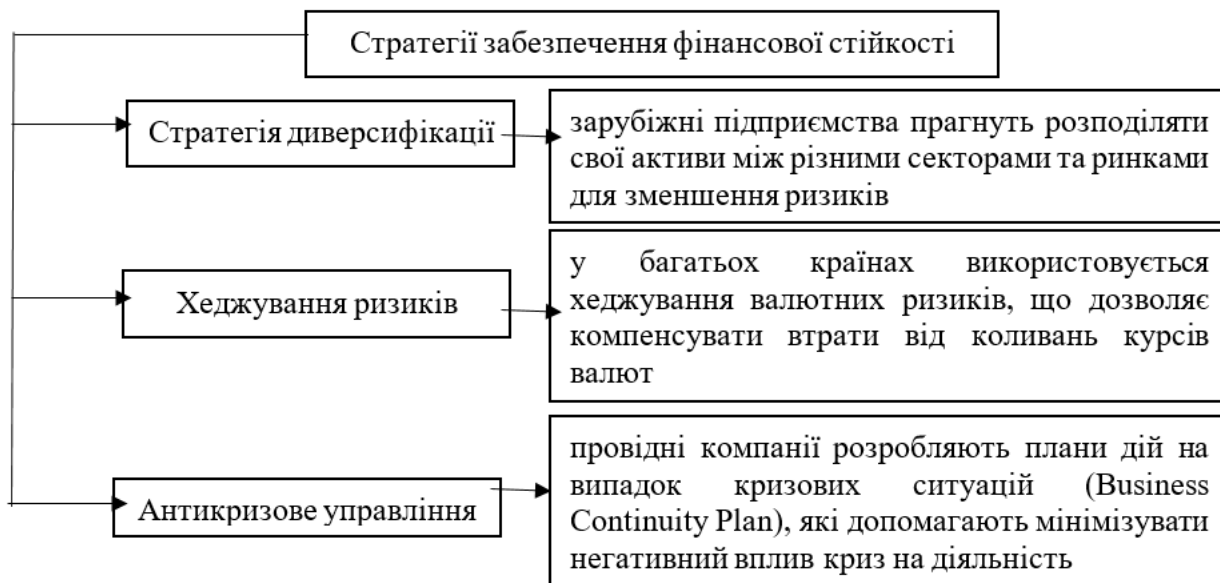 Стратегії забезпечення фінансової стійкості
Стратегія диверсифікації
зарубіжні підприємства прагнуть розподіляти
свої активи між різними секторами та ринками
для зменшення ризиків
Хеджування ризиків
у багатьох країнах використовується
хеджування валютних ризиків, що дозволяє
компенсувати втрати від коливань курсів
валют
Антикризове управління
провідні компанії розробляють плани дій на
випадок кризових ситуацій (Business
Continuity Plan), які допомагають мінімізувати
негативний вплив криз на діяльність